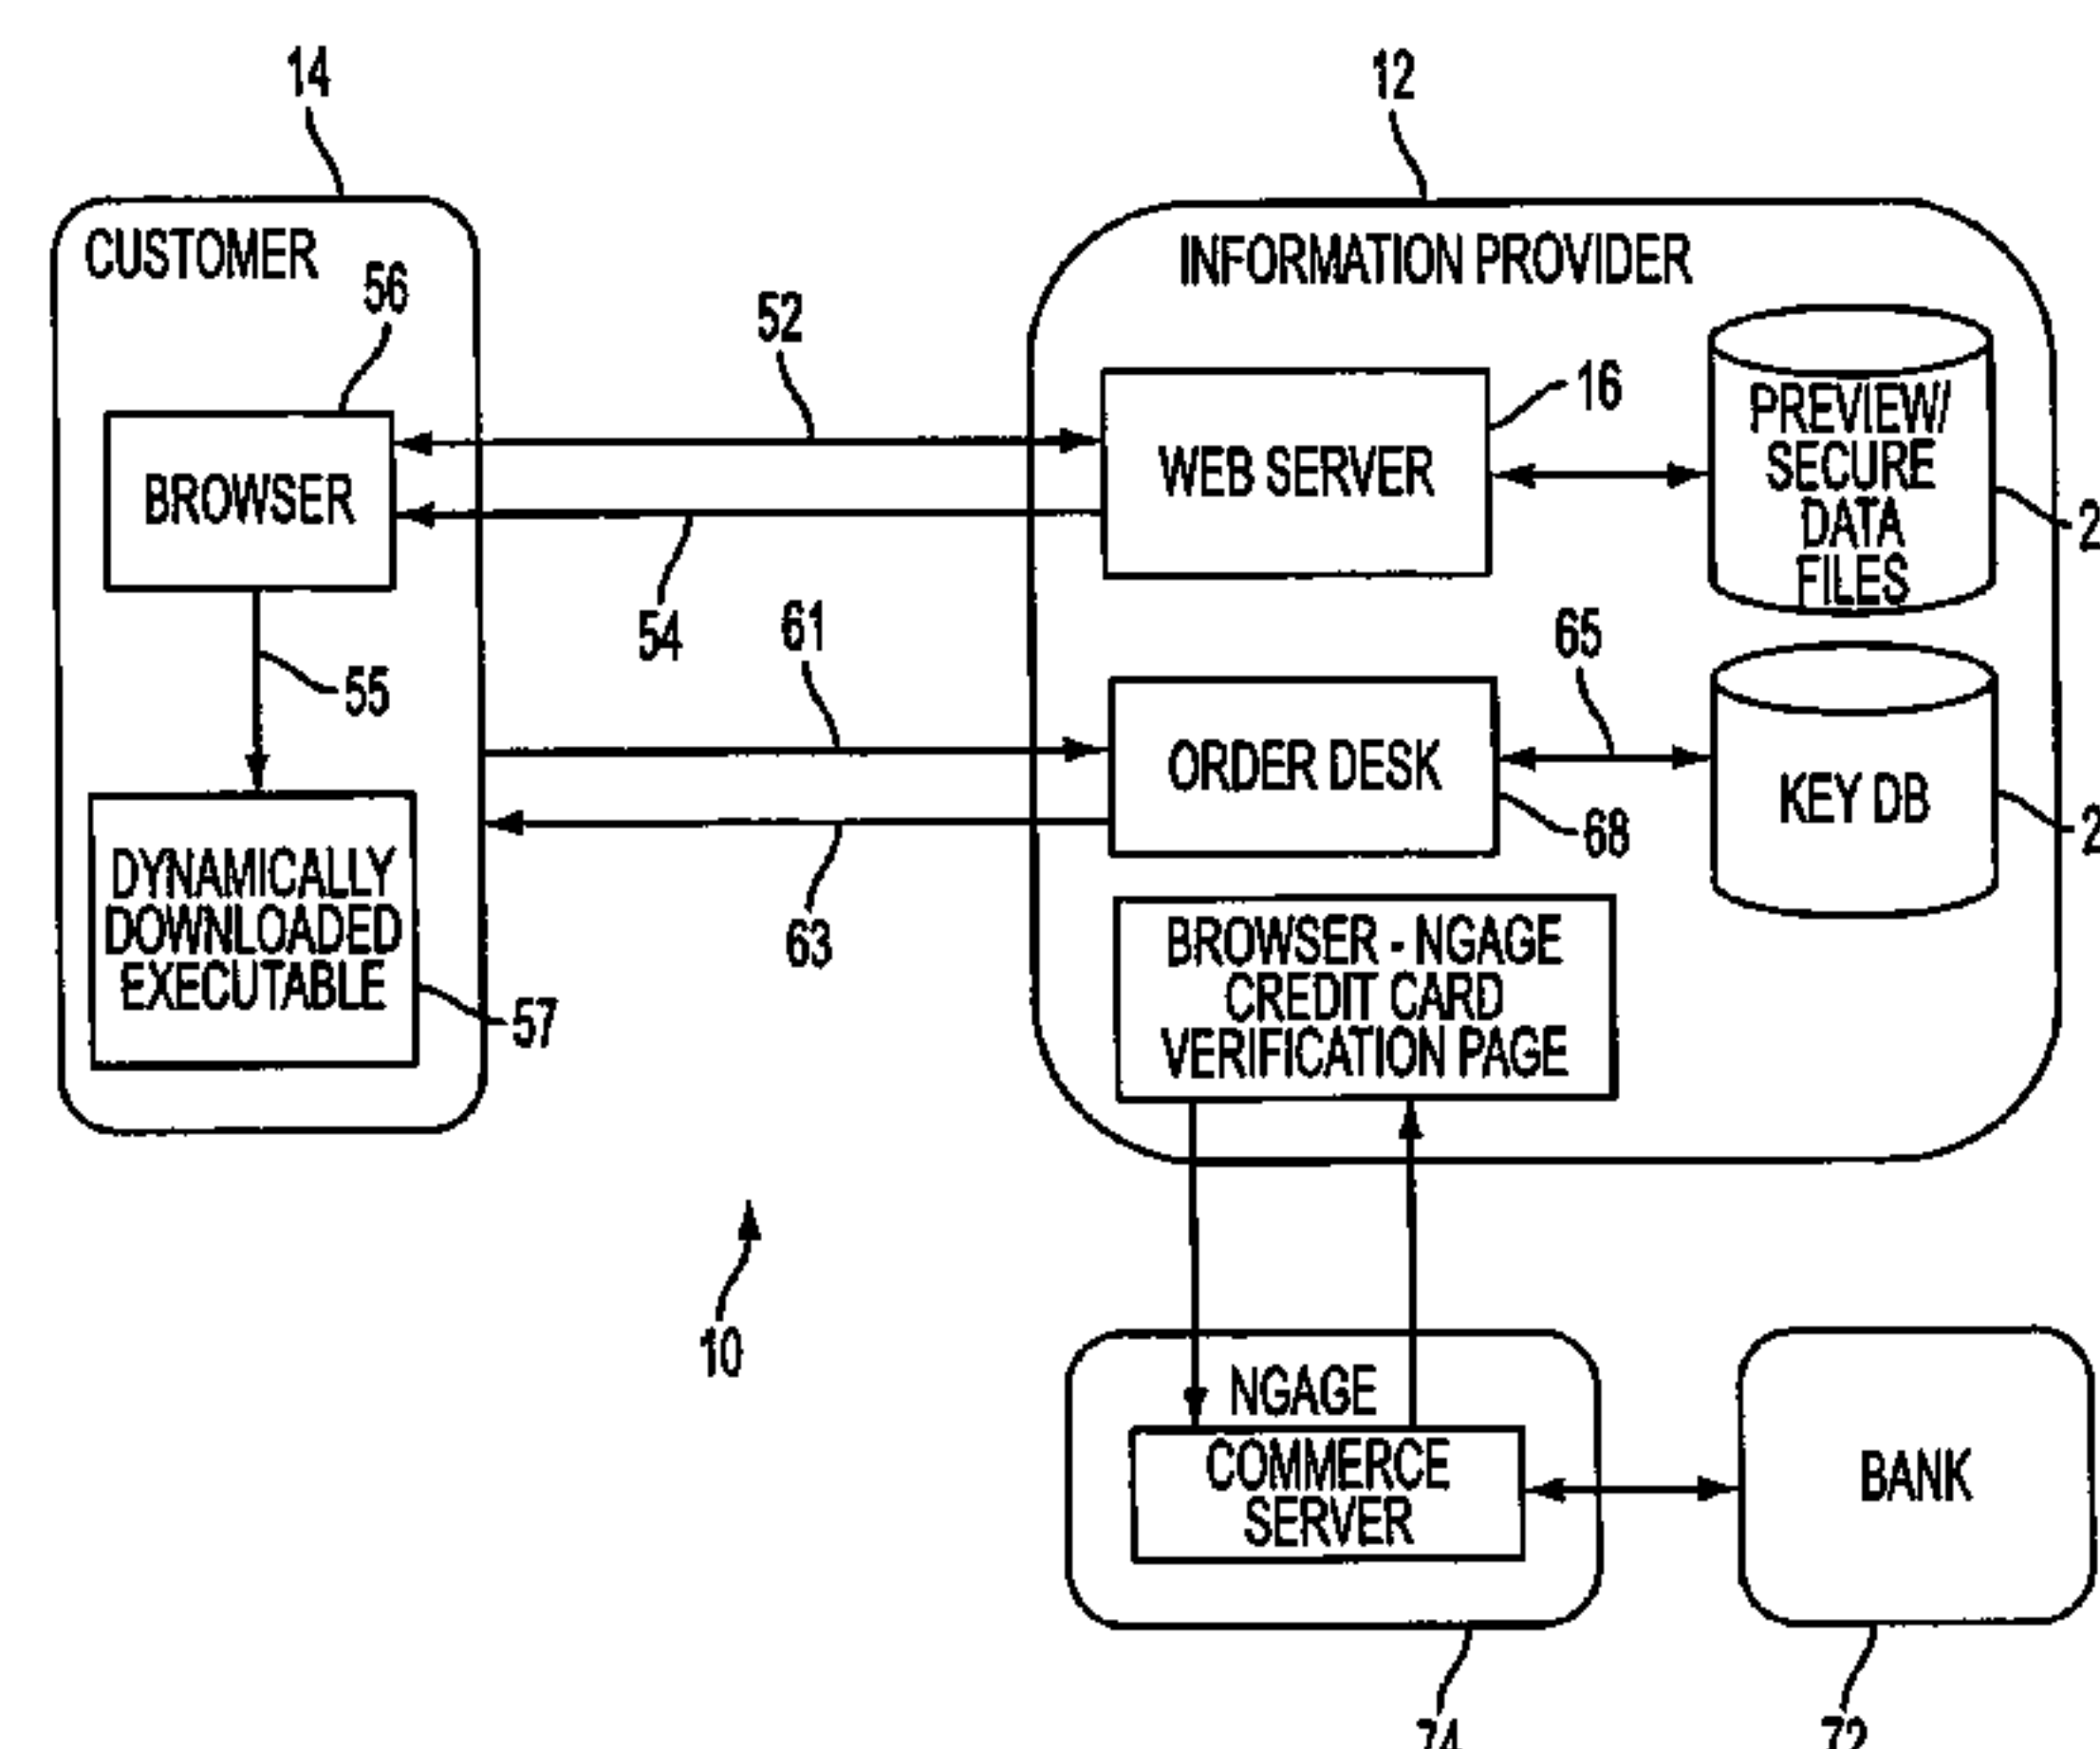 14
12
CUSTOMER
INFORMATION PROVIDER
56
52
16
PREVIEW/
SECURE
DATA
FILES
WEB SERVER
BROWSER
54
61
65
55
ORDER DESK
KEY DB
68
DYNAMICALLY
DOWNLOADED
EXECUTABLE
63
BROWSER - NGAGE
CREDIT CARD
VERIFICATION PAGE
57
10
NGAGE
COMMERCE
SERVER
BANK
74
72